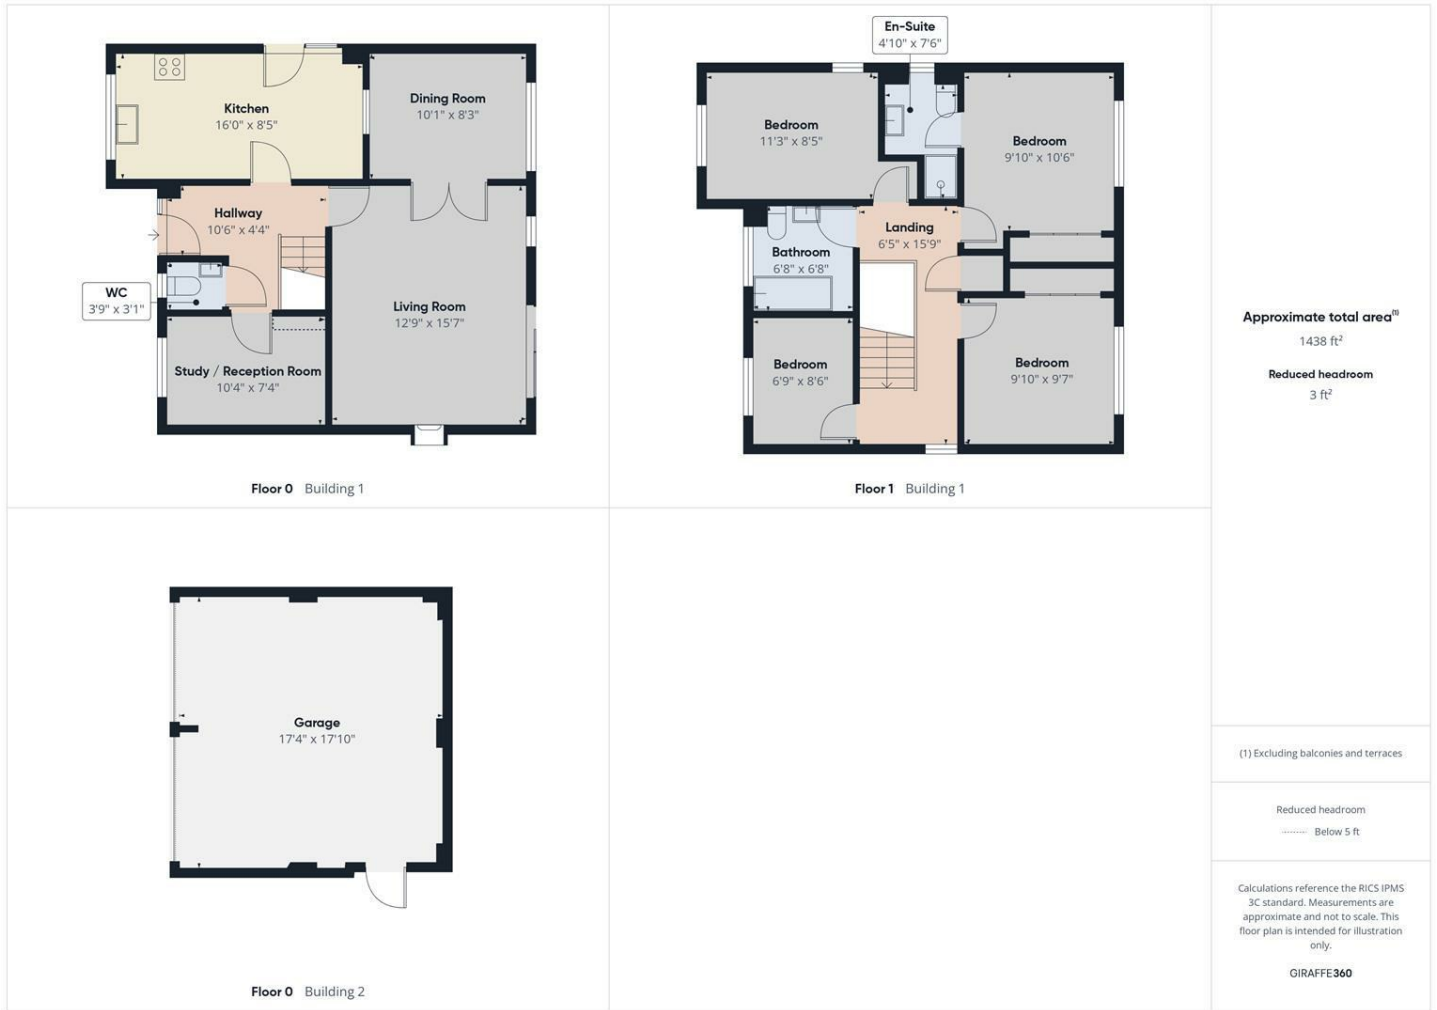 Kitchen
16'0" x 8'5"
Dining Room
10'1" x 8'3"
Hallway
10'6" x 4'4"
WC
3'9" x 3'1"
Living Room
12'9" x 15'7"
Study / Reception Room
10'4" x 7'4"
Floor 0 Building 1
En-Suite
4'10" x 7'6"
Bedroom
11'3" x 8'5"
Bedroom
9'10" x 10'6"
Landing
6'5" x 15'9"
Bathroom
6'8" x 6'8"
Bedroom
6'9" x 8'6"
Bedroom
9'10" x 9'7"
Floor 1 Building 1
Garage
17'4" x 17'10"
Floor 0 Building 2
Approximate total area(1)
1438 ft²
Reduced headroom
3 ft²
(1) Excluding balconies and terraces
Reduced headroom
Below 5 ft
Calculations reference the RICS IPMS
3C standard. Measurements are
approximate and not to scale. This
floor plan is intended for illustration
only.
GIRAFFE360